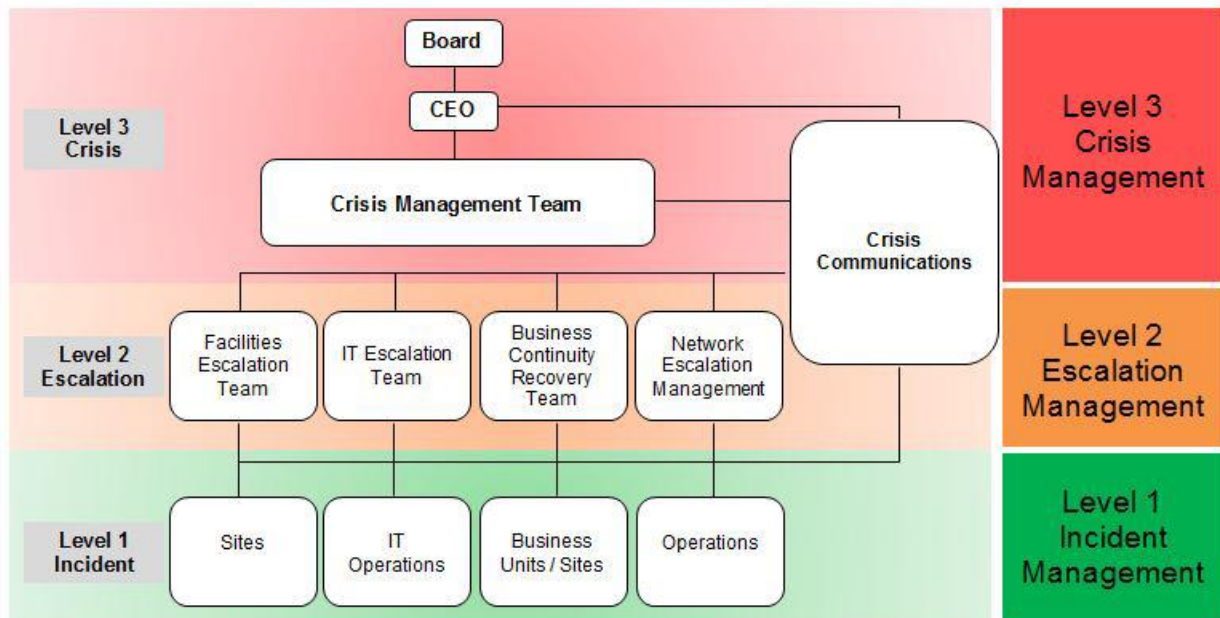 Board
CEO
Level 3
Crisis
Crisis Management Team
Crisis
Communications
Level 3
Crisis
Management
Level 2
Escalation
Facilities
Escalation
Team
IT Escalation
Team
Business
Continuity
Recovery
Team
Network
Escalation
Management
Level 2
Escalation
Management
Level 1
Incident
Sites
IT
Operations
Business
Units / Sites
Operations
Level 1
Incident
Management